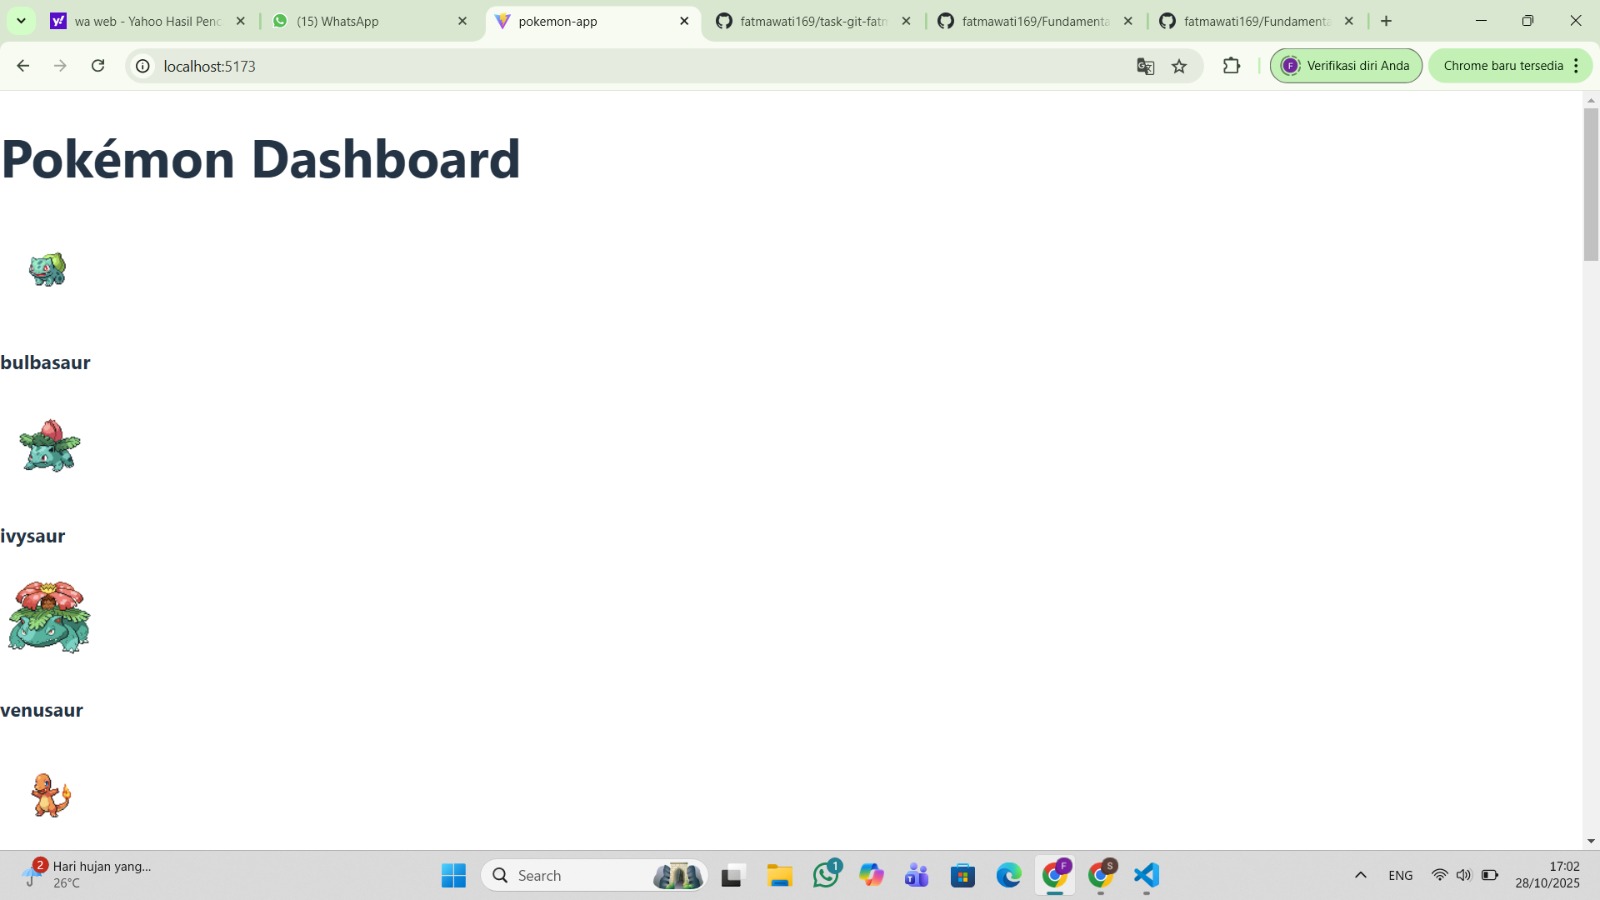 wa web - Yahoo Hasil Penc
(15) WhatsApp
pokemon-app
fatmawati169/task-git-fatm
fatmawati169/Fundamenta
fatmawati169/Fundamenta
localhost:5173
F
Verifikasi diri Anda
Chrome baru tersedia
Pokémon Dashboard
bulbasaur
ivysaur
venusaur
2
Hari hujan yang...
26°C
Search
1
F
S
ENG
17:02
28/10/2025